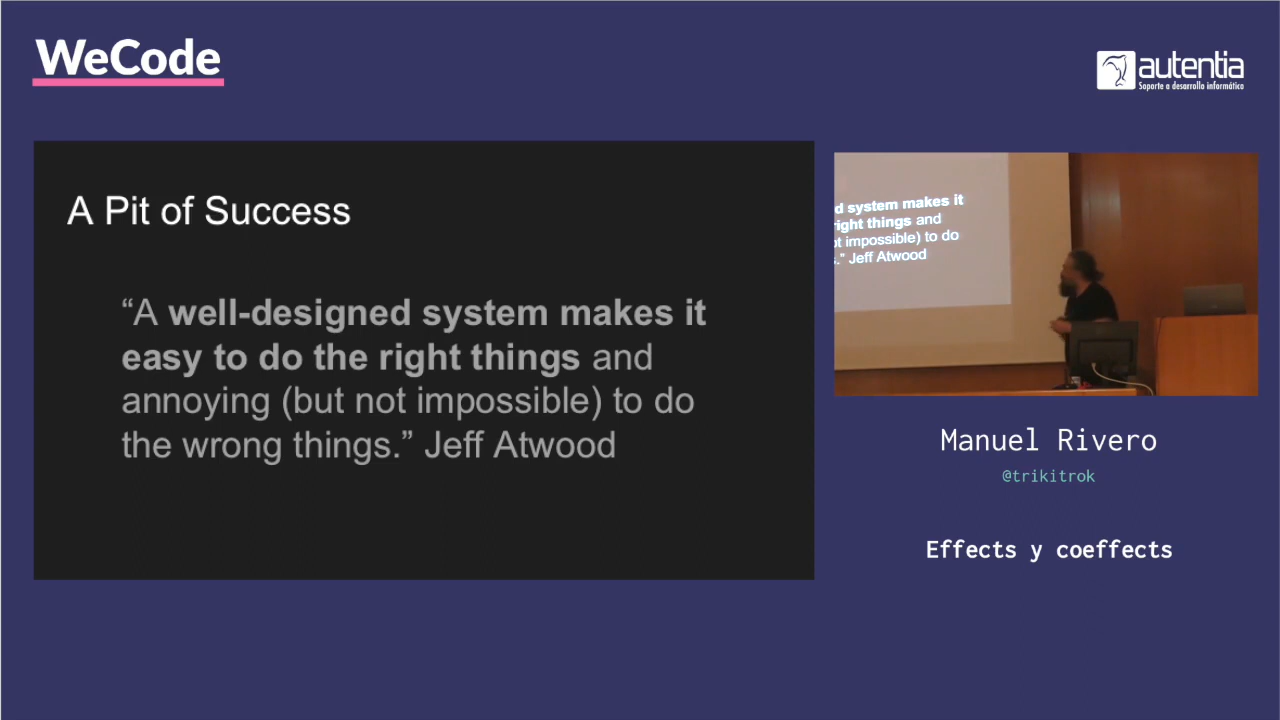 WeCode
autentia
Soporte a desarrollo informático
A Pit of Success
“A well-designed system makes it
easy to do the right things and
annoying (but not impossible) to do
the wrong things.” Jeff Atwood
d system makes it
right things and
ot impossible) to do
s.” Jeff Atwood
Manuel Rivero
@trikitrok
Effects y coeffects